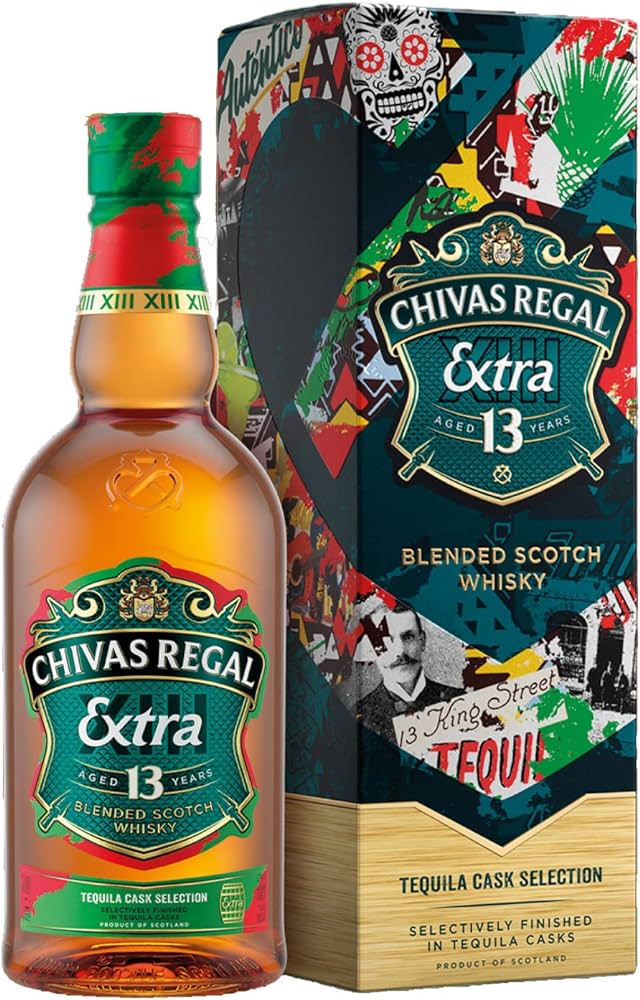 XIII XIII XIII
CHIVAS REGAL
XIII
Extra
AGED 13 YEARS
BLENDED SCOTCH
WHISKY
TEQUILA CASK SELECTION
SELECTIVELY FINISHED
IN TEQUILA CASKS
PRODUCT OF SCOTLAND
Extra
Auténtico
CHIVAS REGAL
XIII
Extra
AGED 13 YEARS
BLENDED SCOTCH
WHISKY
13 King Street
TEQUI
TEQUILA CASK SELECTION
SELECTIVELY FINISHED
IN TEQUILA CASKS
PRODUCT OF SCOTLAND